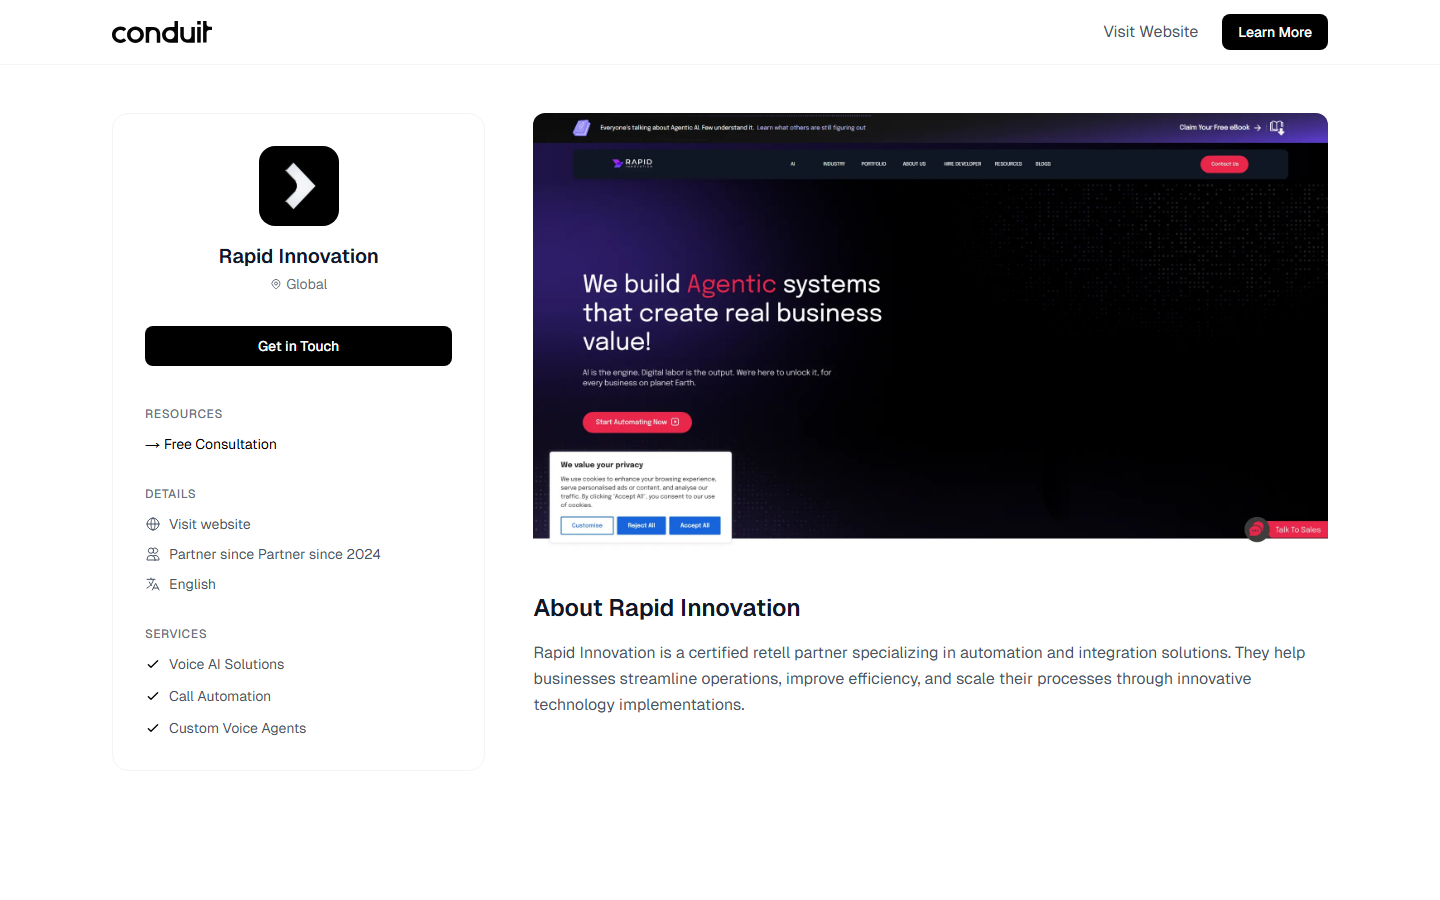 conduit
Visit Website
Learn More
Rapid Innovation
Global
Get in Touch
RESOURCES
→ Free Consultation
DETAILS
Visit website
Partner since Partner since 2024
English
SERVICES
Voice AI Solutions
Call Automation
Custom Voice Agents
Everyone's talking about Agentic AI. Few understand it. Learn what others are still figuring out
Claim Your Free eBook →
RAPID
INNOVATION
AI
INDUSTRY
PORTFOLIO
ABOUT US
HIRE DEVELOPER
RESOURCES
BLOGS
Contact Us
We build Agentic systems
that create real business
value!
AI is the engine. Digital labor is the output. We're here to unlock it, for
every business on planet Earth.
Start Automating Now
We value your privacy
We use cookies to enhance your browsing experience,
serve personalised ads or content, and analyse our
traffic. By clicking "Accept All", you consent to our use
of cookies.
Customise
Reject All
Accept All
Talk To Sales
About Rapid Innovation
Rapid Innovation is a certified retell partner specializing in automation and integration solutions. They help
businesses streamline operations, improve efficiency, and scale their processes through innovative
technology implementations.